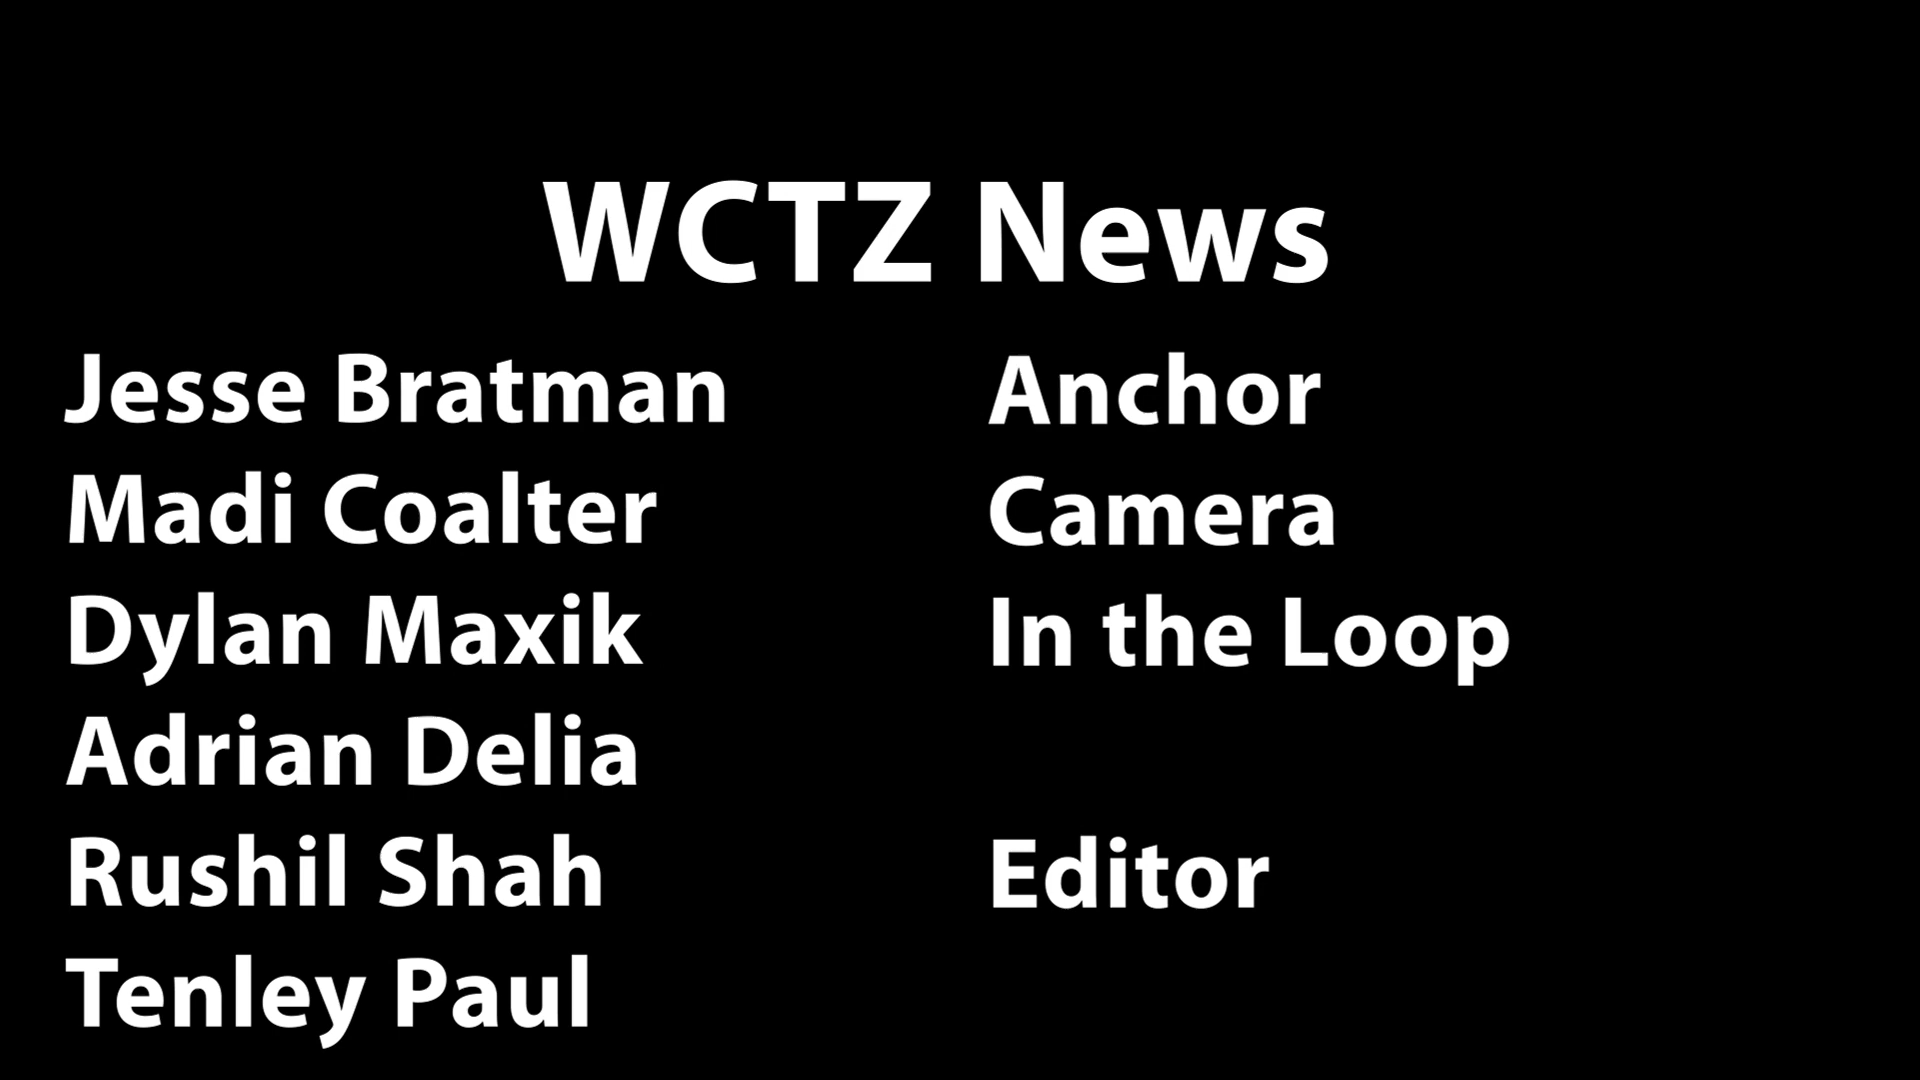 WCTZ News
Jesse Bratman Anchor
Madi Coalter Camera
Dylan Maxik In the Loop
Adrian Delia
Rushil Shah Editor
Tenley Paul